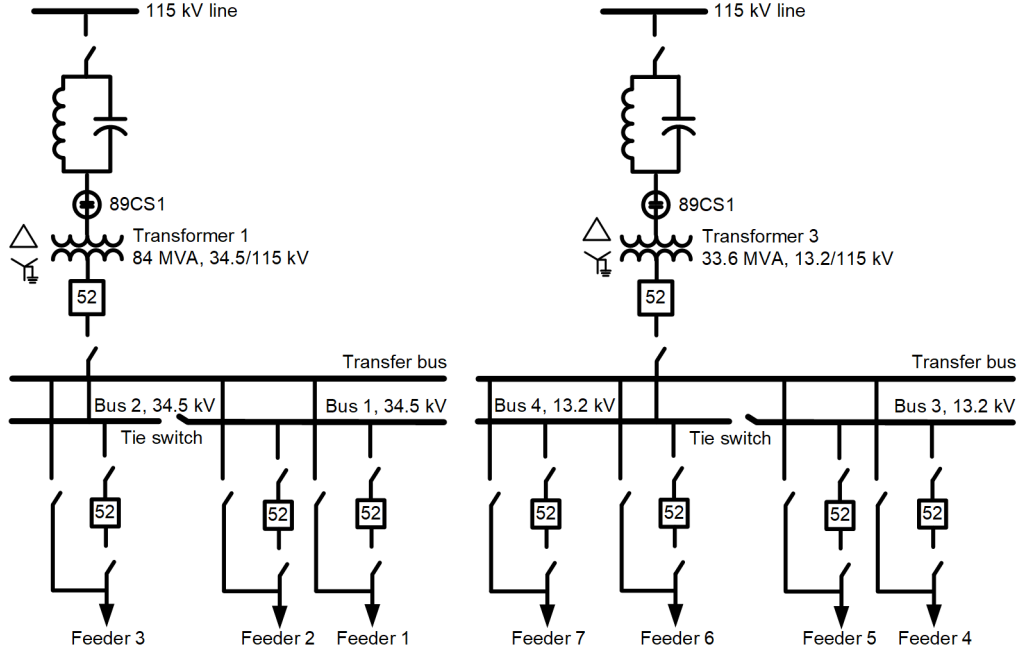 115 kV line
115 kV line
89CS1
89CS1
Transformer 1
84 MVA, 34.5/115 kV
Transformer 3
33.6 MVA, 13.2/115 kV
52
52
Transfer bus
Transfer bus
Bus 2, 34.5 kV
Bus 1, 34.5 kV
Bus 4, 13.2 kV
Bus 3, 13.2 kV
Tie switch
Tie switch
52
52
52
52
52
52
52
Feeder 3
Feeder 2
Feeder 1
Feeder 7
Feeder 6
Feeder 5
Feeder 4